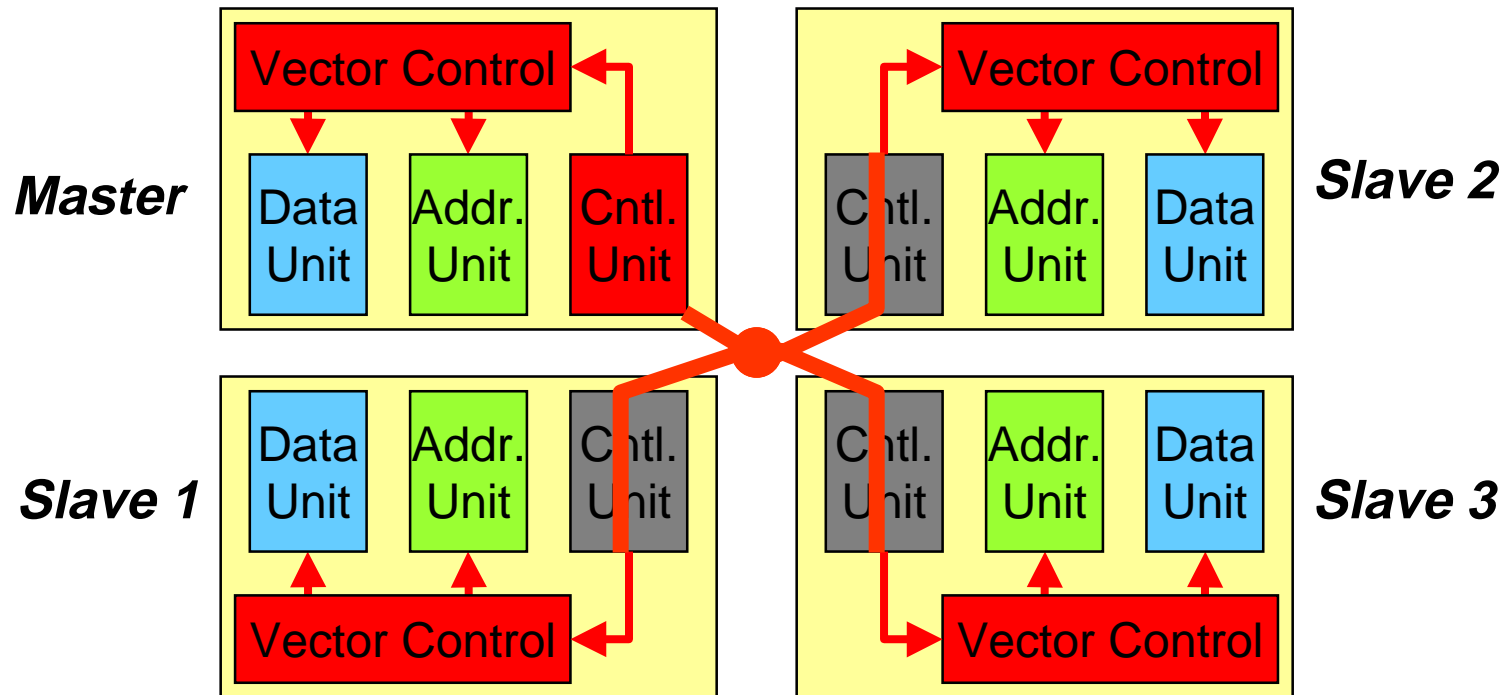 Master
Vector Control
Data
Unit
Addr.
Unit
Cntl.
Unit
Vector Control
Cntl.
Unit
Addr.
Unit
Data
Unit
Slave 2
Slave 1
Data
Unit
Addr.
Unit
Cntl.
Unit
Vector Control
Cntl.
Unit
Addr.
Unit
Data
Unit
Vector Control
Slave 3